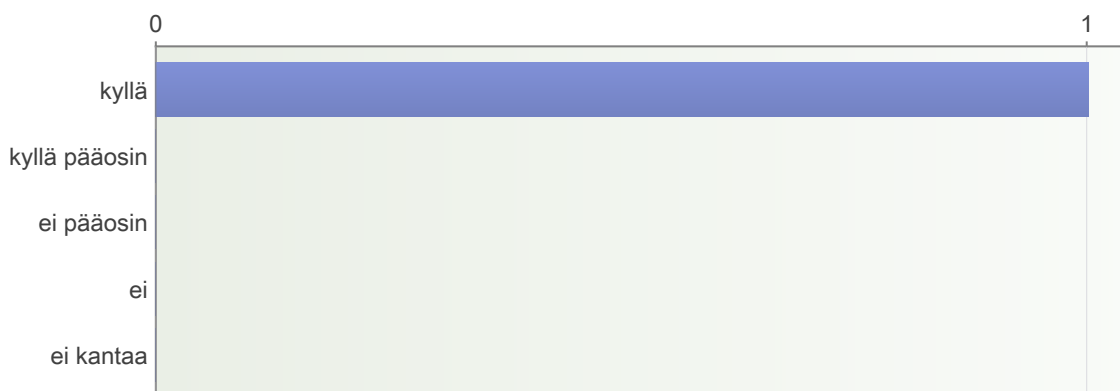 0 1
kyllä
kyllä pääosin
ei pääosin
ei
ei kantaa